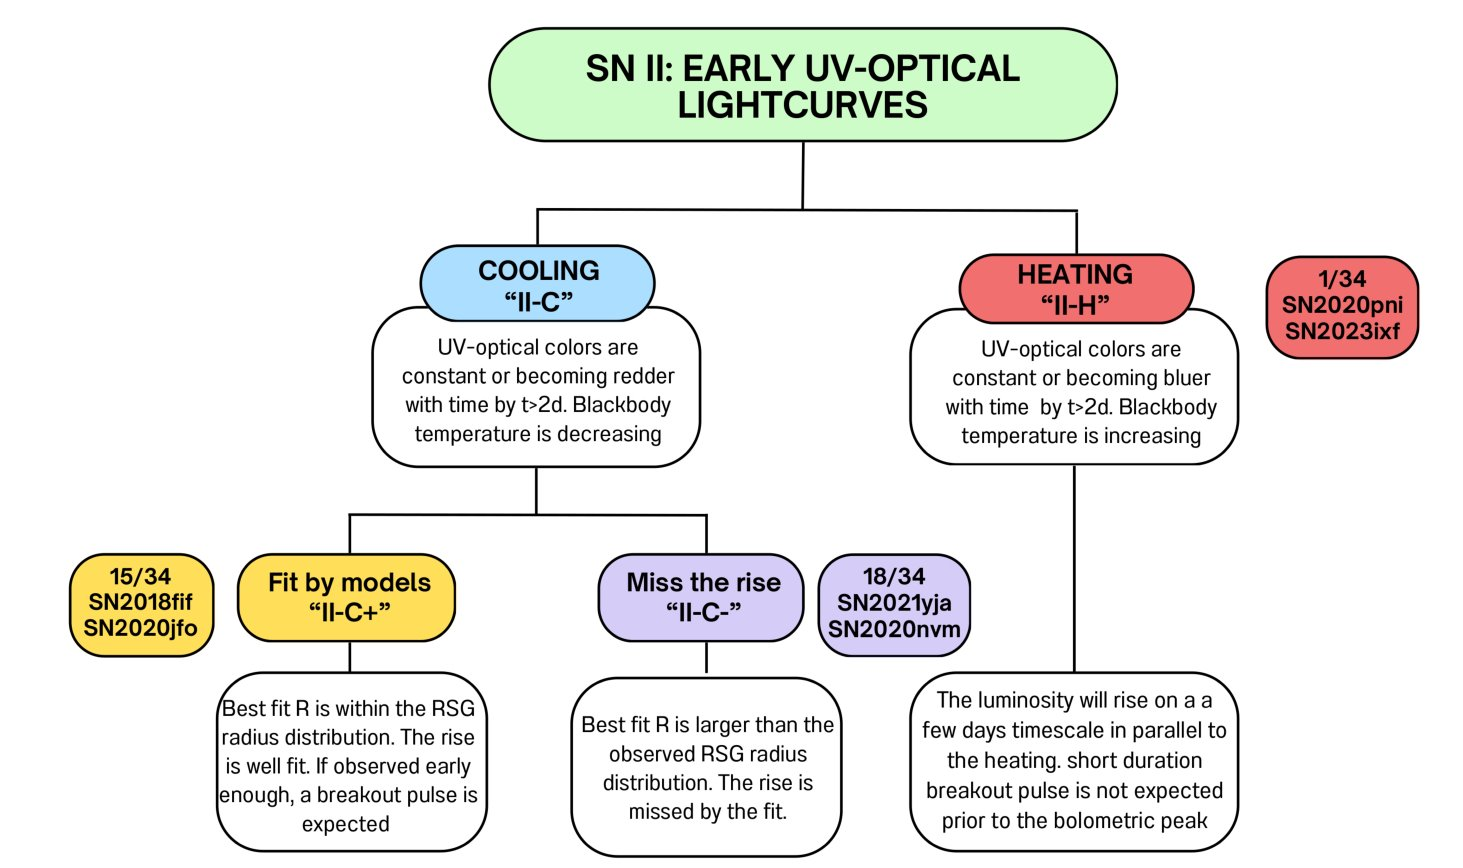 SN II: EARLY UV-OPTICAL
LIGHTCURVES
COOLING
“II-C”
UV-optical colors are
constant or becoming redder
with time by t>2d. Blackbody
temperature is decreasing
HEATING
“II-H”
UV-optical colors are
constant or becoming bluer
with time by t>2d. Blackbody
temperature is increasing
1/34
SN2020pni
SN2023ixf
15/34
SN2018fif
SN2020jfo
Fit by models
“II-C+”
Miss the rise
“II-C-”
18/34
SN2021yja
SN2020nvm
Best fit R is within the RSG
radius distribution. The rise
is well fit. If observed early
enough, a breakout pulse is
expected
Best fit R is larger than the
observed RSG radius
distribution. The rise is
missed by the fit.
The luminosity will rise on a a
few days timescale in parallel to
the heating. short duration
breakout pulse is not expected
prior to the bolometric peak